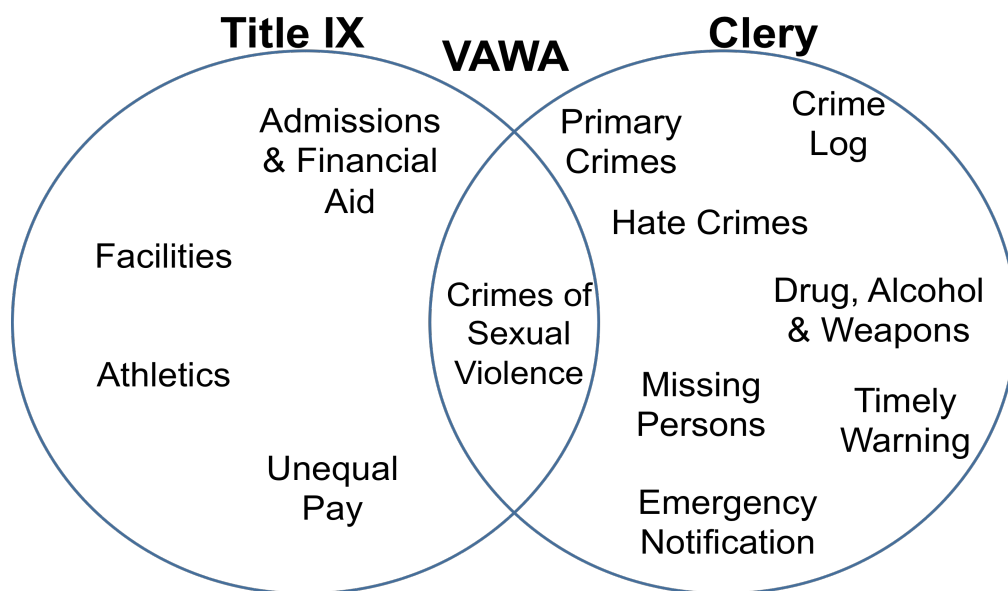 Title IX
VAWA
Clery
Admissions
& Financial
Aid
Facilities
Athletics
Unequal
Pay
Crimes of
Sexual
Violence
Primary
Crimes
Crime
Log
Hate Crimes
Drug, Alcohol
& Weapons
Missing
Persons
Timely
Warning
Emergency
Notification